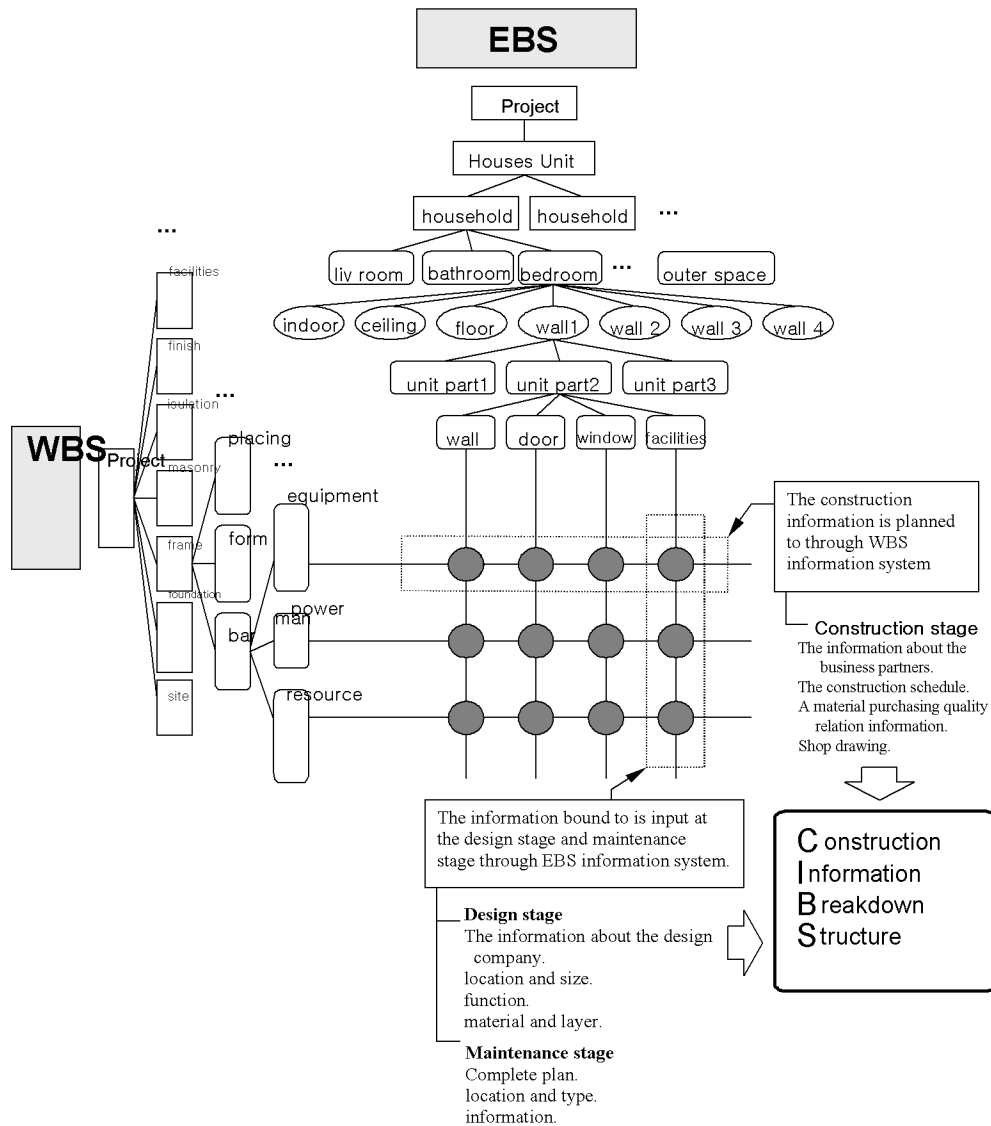 EBS
Project
Houses Unit
household
household
...
...
liv room
bathroom
bedroom
...
outer space
facilities
indoor
ceiling
floor
wall1
wall 2
wall 3
wall 4
finish
unit part1
unit part2
unit part3
...
isulation
WBS
Project
placing
wall
door
window
facilities
masonry
...
equipment
The construction
information is planned
to through WBS
information system
frame
form
foundation
power
man
bar
Construction stage
The information about the
business partners.
The construction schedule.
A material purchasing quality
relation information.
Shop drawing.
site
resource
The information bound to is input at
the design stage and maintenance
stage through EBS information system.
Construction
Information
Breakdown
Structure
Design stage
The information about the design
company.
location and size.
function.
material and layer.
Maintenance stage
Complete plan.
location and type.
information.